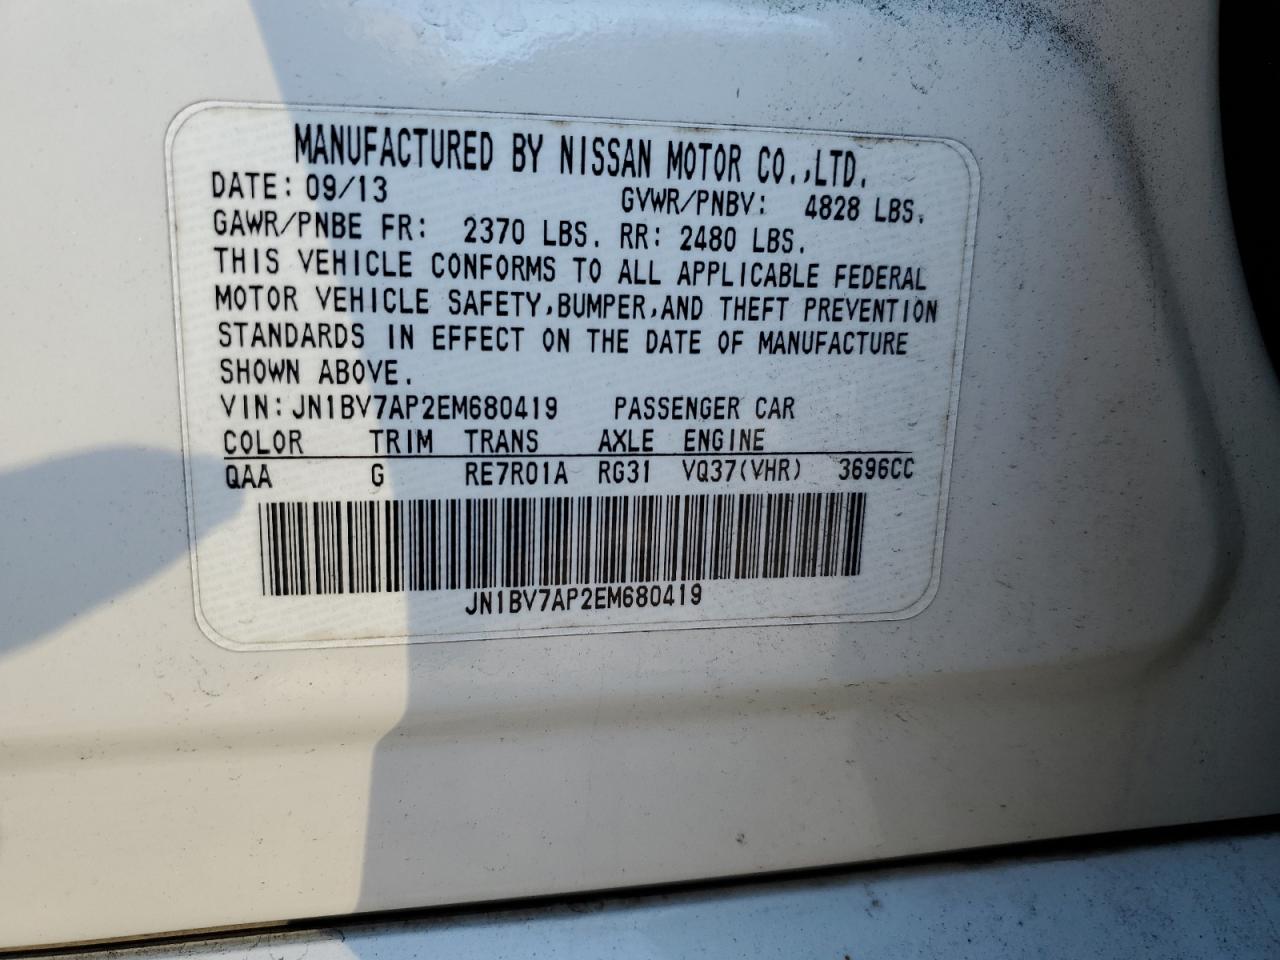 MANUFACTURED BY NISSAN MOTOR CO.,LTD.
DATE: 09/13 GVWR/PNBV: 4828 LBS.
GAWR/PNBE FR: 2370 LBS. RR: 2480 LBS.
THIS VEHICLE CONFORMS TO ALL APPLICABLE FEDERAL
MOTOR VEHICLE SAFETY,BUMPER,AND THEFT PREVENTION
STANDARDS IN EFFECT ON THE DATE OF MANUFACTURE
SHOWN ABOVE.
VIN: JN1BV7AP2EM680419 PASSENGER CAR
COLOR TRIM TRANS AXLE ENGINE
QAA G RE7R01A RG31 VQ37(VHR) 3696CC
JN1BV7AP2EM680419